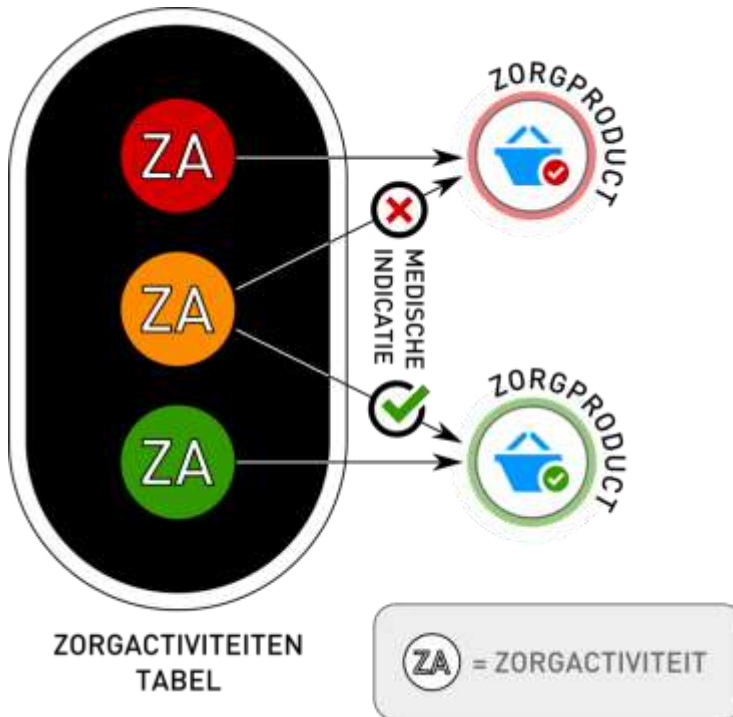 ZA
ZA
ZA
ZORGPRODUCT
MEDISCHE
INDICATIE
ZORGPRODUCT
ZORGACTIVITEITEN
TABEL
ZA = ZORGACTIVITEIT